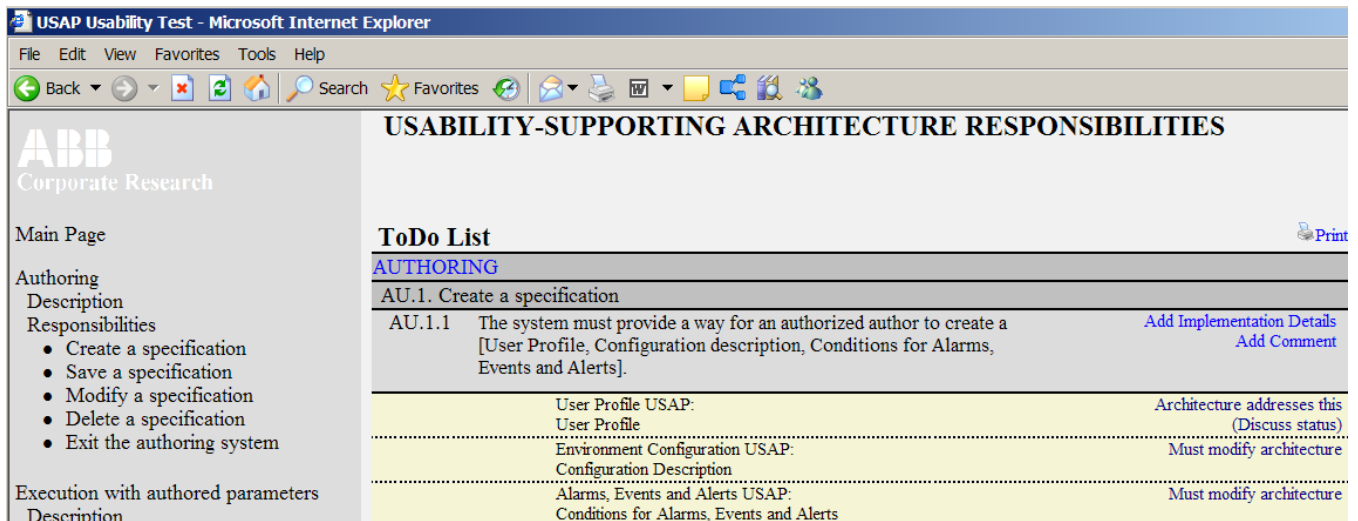 USAP Usability Test - Microsoft Internet Explorer
File Edit View Favorites Tools Help
Back Search Favorites
ABB
Corporate Research
Main Page
Authoring
Description
Responsibilities
• Create a specification
• Save a specification
• Modify a specification
• Delete a specification
• Exit the authoring system
Execution with authored parameters
Description
USABILITY-SUPPORTING ARCHITECTURE RESPONSIBILITIES
ToDo List
Print
AUTHORING
AU.1. Create a specification
AU.1.1 The system must provide a way for an authorized author to create a
[User Profile, Configuration description, Conditions for Alarms,
Events and Alerts].
Add Implementation Details
Add Comment
User Profile USAP:
User Profile
Architecture addresses this
(Discuss status)
Environment Configuration USAP:
Configuration Description
Must modify architecture
Alarms, Events and Alerts USAP:
Conditions for Alarms, Events and Alerts
Must modify architecture